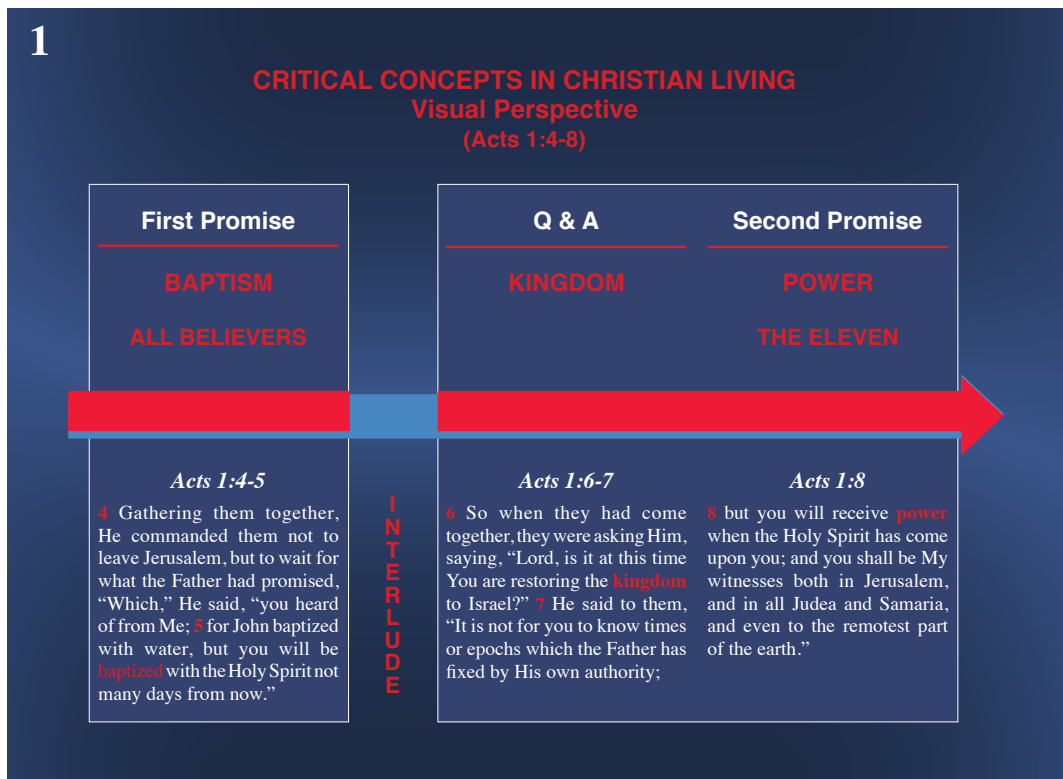 1
CRITICAL CONCEPTS IN CHRISTIAN LIVING
Visual Perspective
(Acts 1:4-8)
First Promise
BAPTISM
ALL BELIEVERS
Acts 1:4-5
4 Gathering them together,
He commanded them not to
leave Jerusalem, but to wait for
what the Father had promised,
“Which,” He said, “you heard
of from Me; 5 for John baptized
with water, but you will be
baptized with the Holy Spirit not
many days from now.”
INTERLUDE
Q & A
KINGDOM
Acts 1:6-7
6 So when they had come
together, they were asking Him,
saying, “Lord, is it at this time
You are restoring the kingdom
to Israel?” 7 He said to them,
“It is not for you to know times
or epochs which the Father has
fixed by His own authority;
Second Promise
POWER
THE ELEVEN
Acts 1:8
8 but you will receive power
when the Holy Spirit has come
upon you; and you shall be My
witnesses both in Jerusalem,
and in all Judea and Samaria,
and even to the remotest part
of the earth.”